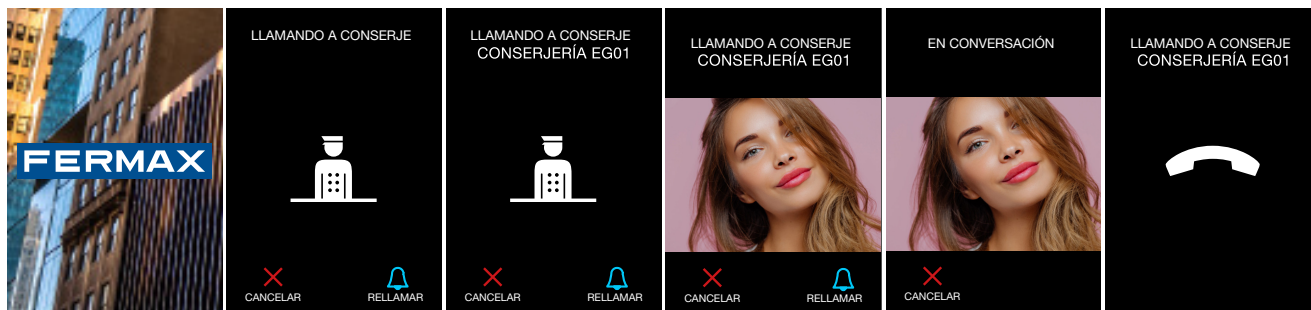 FERMAX
LLAMANDO A CONSERJE
CANCELAR
RELLAMAR
LLAMANDO A CONSERJE
CONSERJERÍA EG01
CANCELAR
RELLAMAR
LLAMANDO A CONSERJE
CONSERJERÍA EG01
CANCELAR
RELLAMAR
EN CONVERSACIÓN
CANCELAR
LLAMANDO A CONSERJE
CONSERJERÍA EG01